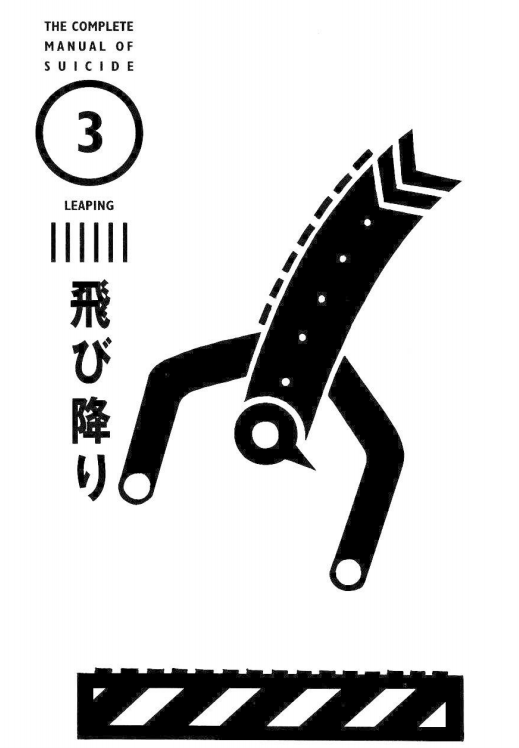 THE COMPLETE
MANUAL OF
SUICIDE
3
LEAPING
飛び降り